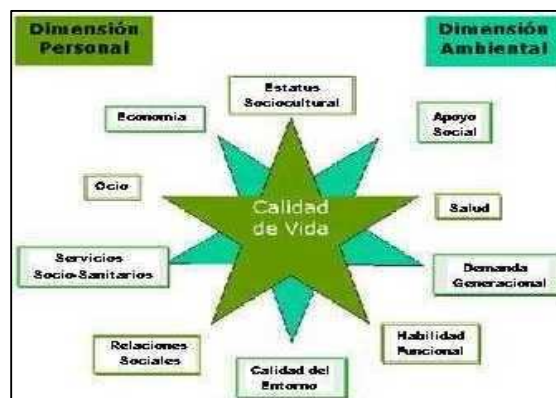 Dimensión
Personal
Dimensión
Ambiental
Estatus
Sociocultural
Economia
Apoyo
Social
Ocio
Calidad
de Vida
Salud
Servicios
Socio-Sanitarios
Demanda
Generacional
Relaciones
Sociales
Habilidad
Funcional
Calidad del
Entorno